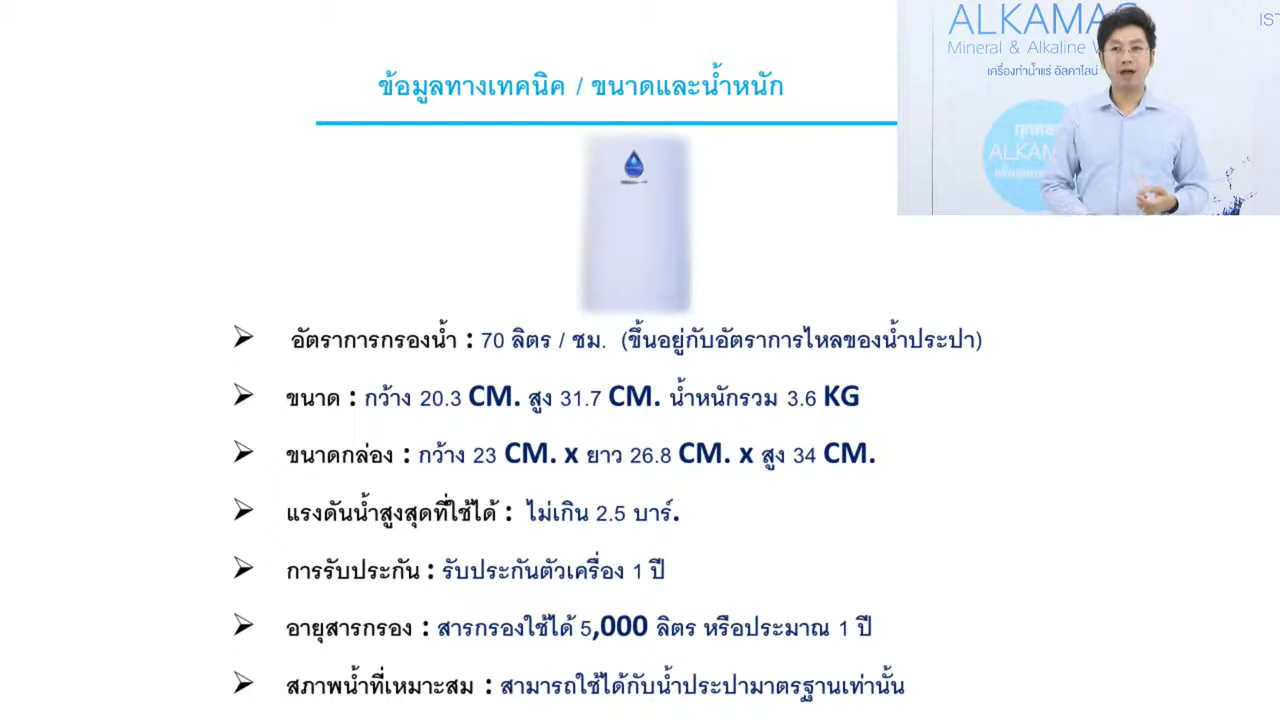 ALKAMAS
Mineral & Alkaline
เครื่องทำน้ำแร่ อัลคาไลน์
เรา
ALKAM
ข้อมูลทางเทคนิค / ขนาดและน้ำหนัก
อัตราการกรองน้ำ : 70 ลิตร / ชม. (ขึ้นอยู่กับอัตราการไหลของน้ำประปา)
ขนาด : กว้าง 20.3 CM. สูง 31.7 CM. น้ำหนักรวม 3.6 KG
ขนาดกล่อง : กว้าง 23 CM. x ยาว 26.8 CM. x สูง 34 CM.
แรงดันน้ำสูงสุดที่ใช้ได้ : ไม่เกิน 2.5 บาร์.
การรับประกัน : รับประกันตัวเครื่อง 1 ปี
อายุสารกรอง : สารกรองใช้ได้ 5,000 ลิตร หรือประมาณ 1 ปี
สภาพน้ำที่เหมาะสม : สามารถใช้ได้กับน้ำประปามาตรฐานเท่านั้น